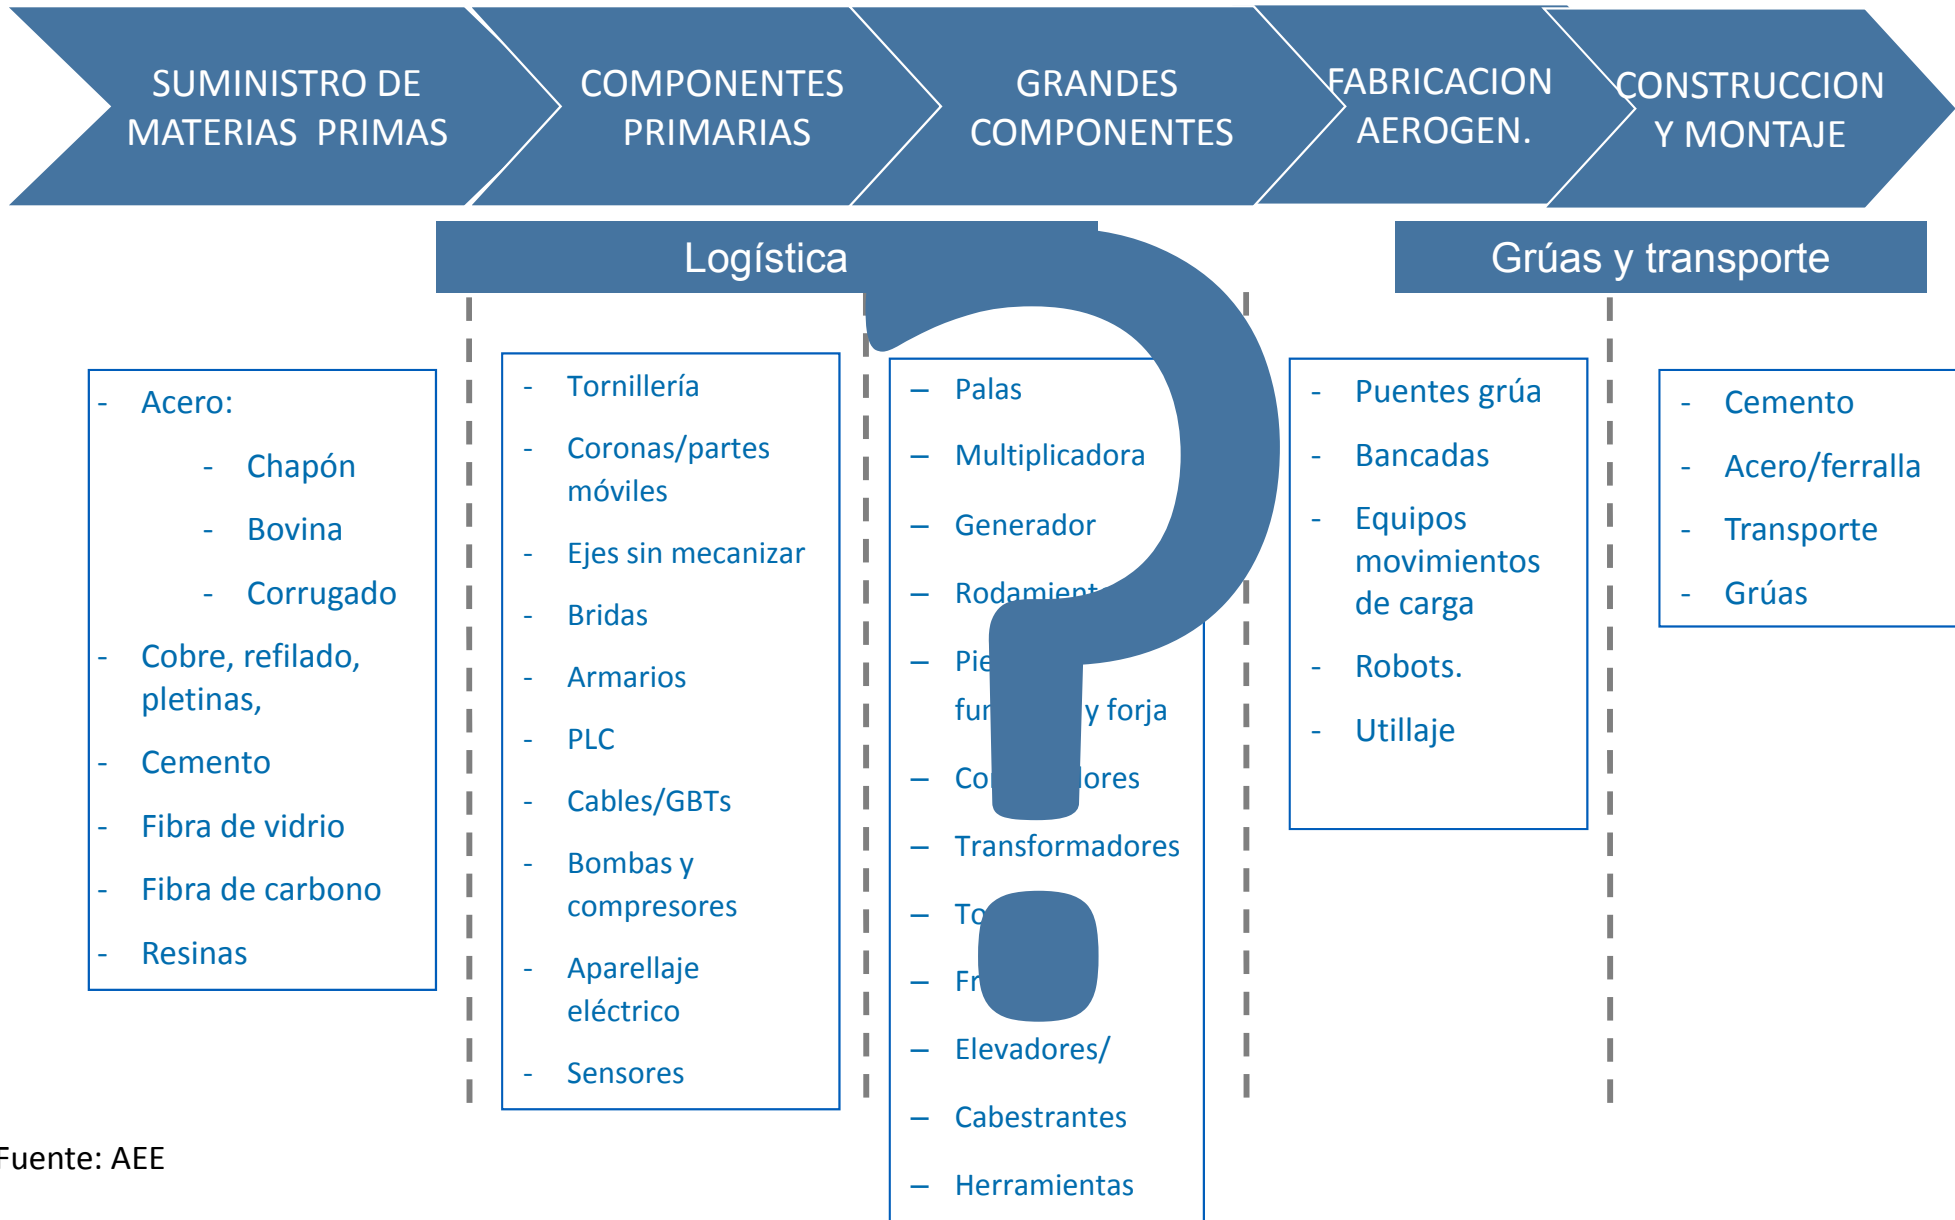 SUMINISTRO DE
MATERIAS PRIMAS
COMPONENTES
PRIMARIAS
GRANDES
COMPONENTES
FABRICACION
AEROGEN.
CONSTRUCCION
Y MONTAJE
Logística
Grúas y transporte
- Acero:
- Chapón
- Bovina
- Corrugado
- Cobre, refilado,
pletinas,
- Cemento
- Fibra de vidrio
- Fibra de carbono
- Resinas
- Tornillería
- Coronas/partes
móviles
- Ejes sin mecanizar
- Bridas
- Armarios
- PLC
- Cables/GBTs
- Bombas y
compresores
- Aparellaje
eléctrico
- Sensores
– Palas
– Multiplicadora
– Generador
–
–
y forja
–
– Transformadores
–
–
– Elevadores/
– Cabestrantes
– Herramientas
?
- Puentes grúa
- Bancadas
- Equipos
movimientos
de carga
- Robots.
- Utillaje
- Cemento
- Acero/ferralla
- Transporte
- Grúas
Fuente: AEE